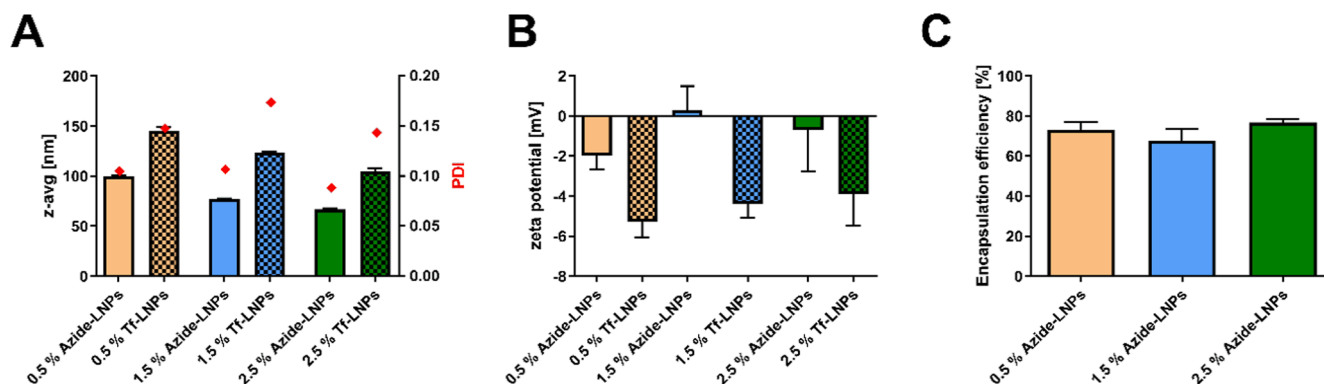 A
z-avg [nm]
200
150
100
50
0
0.20
0.15
0.10
0.05
0.00
PDI
0.5 % Azide-LNPs
0.5 % Tf-LNPs
1.5 % Azide-LNPs
1.5 % Tf-LNPs
2.5 % Azide-LNPs
2.5 % Tf-LNPs
B
zeta potential [mV]
2
0
-2
-4
-6
-8
0.5 % Azide-LNPs
0.5 % Tf-LNPs
1.5 % Azide-LNPs
1.5 % Tf-LNPs
2.5 % Azide-LNPs
2.5 % Tf-LNPs
C
Encapsulation efficiency [%]
100
80
60
40
20
0
0.5 % Azide-LNPs
1.5 % Azide-LNPs
2.5 % Azide-LNPs